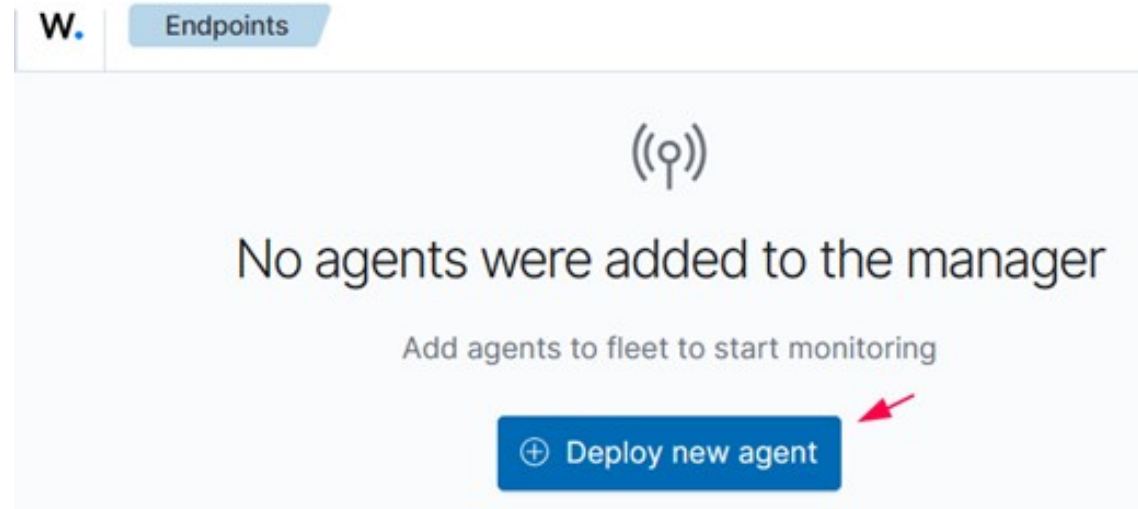 W. Endpoints
No agents were added to the manager
Add agents to fleet to start monitoring
Deploy new agent